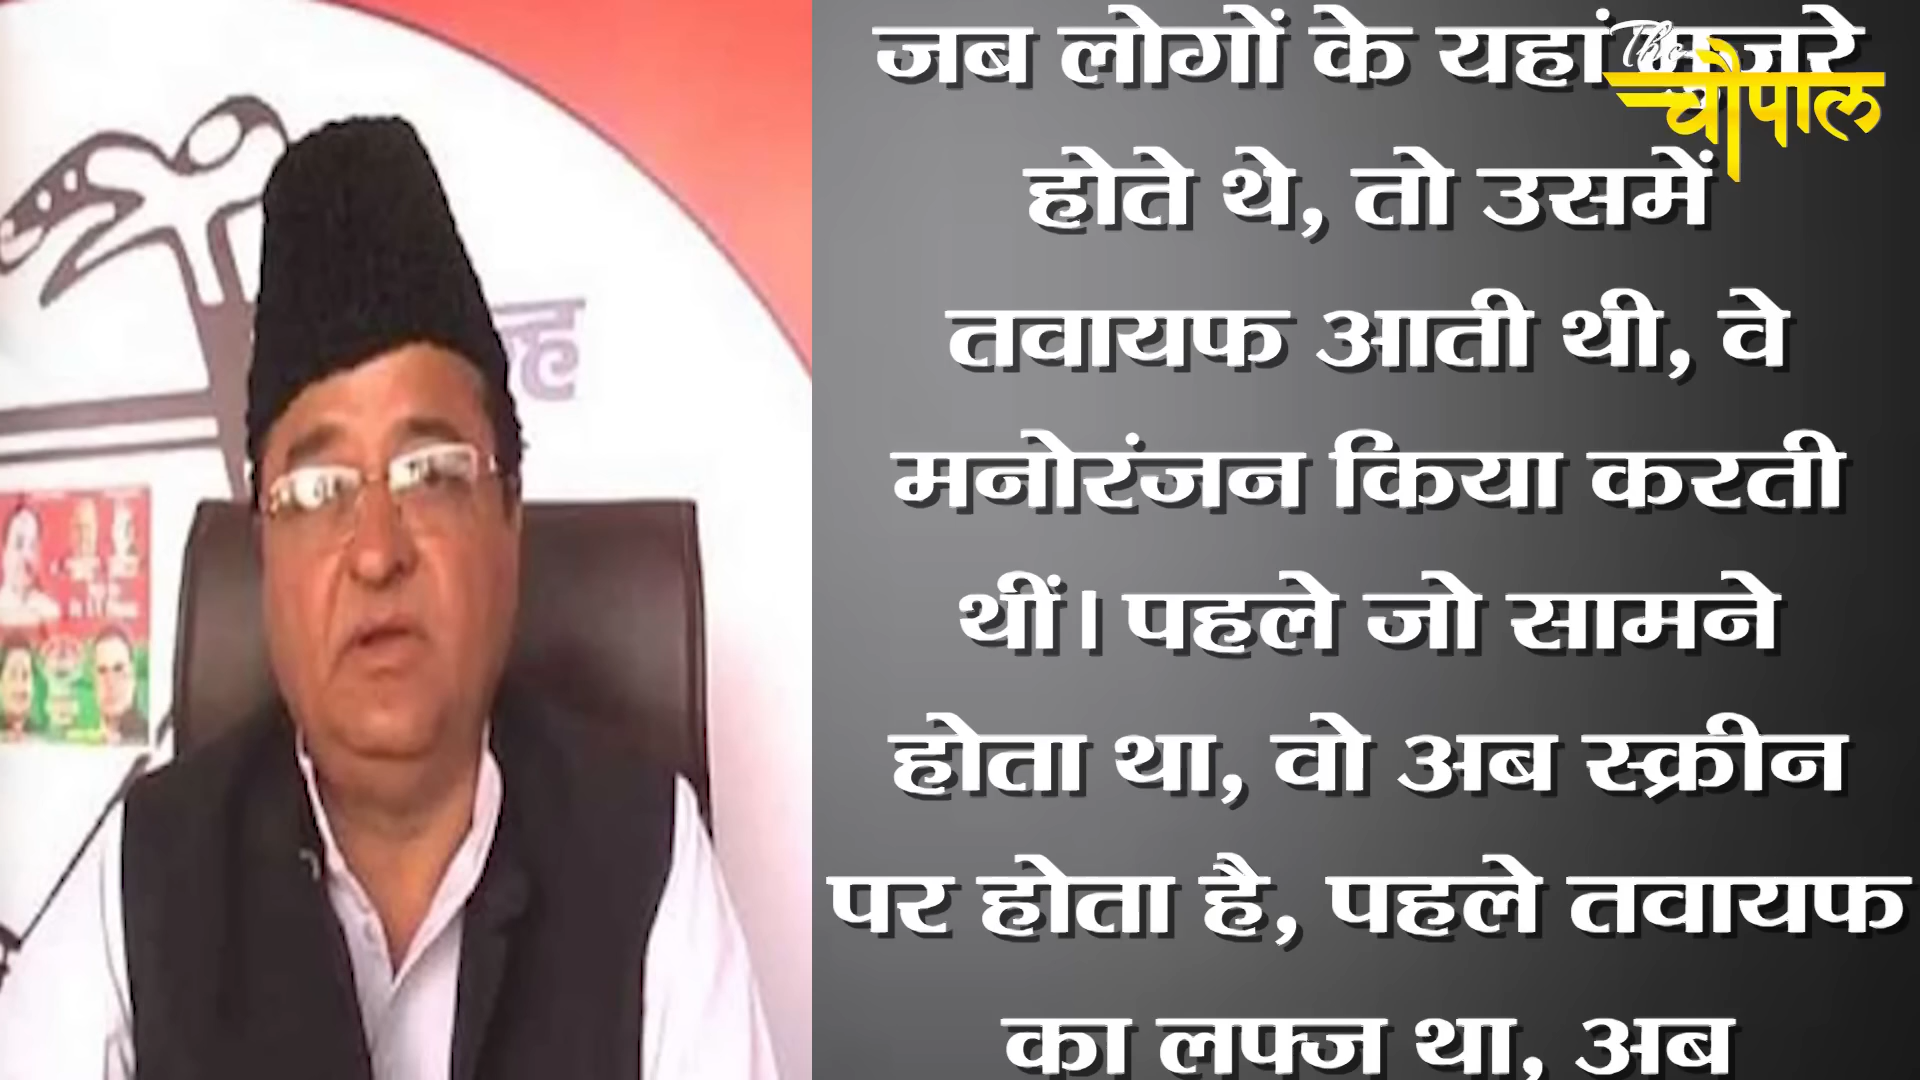 जब लोगों के यहां मुजरे
The
चौपाल
होते थे, तो उसमें
तवायफ आती थी, वे
मनोरंजन किया करती
थीं। पहले जो सामने
होता था, वो अब स्क्रीन
पर होता है, पहले तवायफ
का लफ्ज था, अब
ह